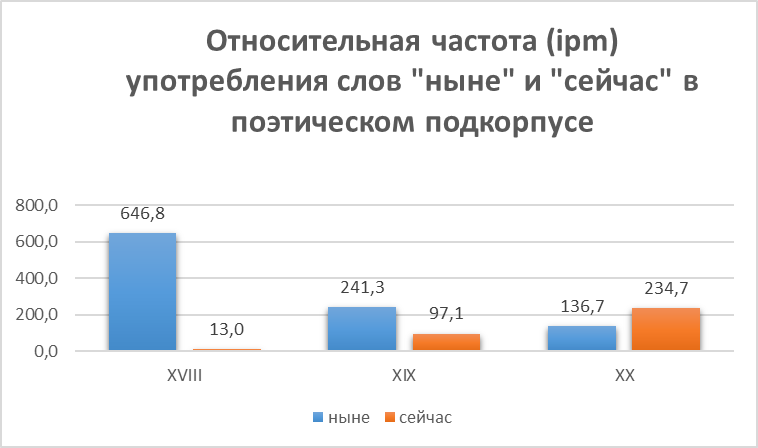 Относительная частота (ipm)
употребления слов "ныне" и "сейчас" в
поэтическом подкорпусе
800,0
600,0
400,0
200,0
0,0
646,8
13,0
241,3
97,1
136,7
234,7
XVIII
XIX
XX
ныне
сейчас